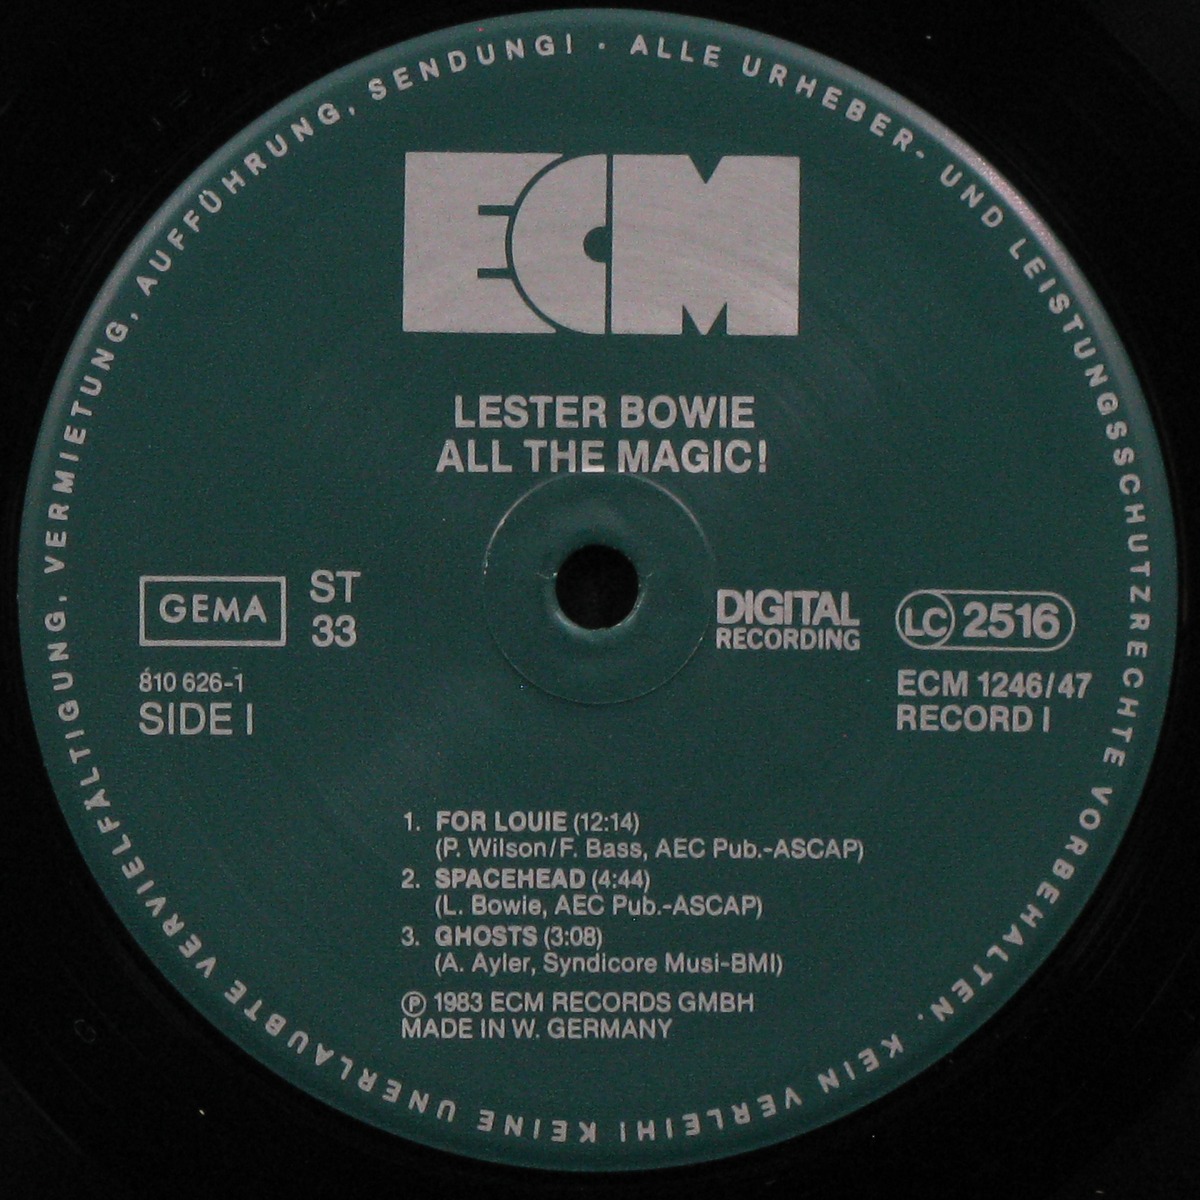 ALLE URHEBER- UND LEISTUNGSSCHUTZRECHTE VORBEHALTEN. KEIN VERLEIH! KEINE UNERLAUBTE VERVIELFÄLTIGUNG, VERMIETUNG, AUFFÜHRUNG, SENDUNG! ·
ECM
LESTER BOWIE
ALL THE MAGIC!
GEMA
ST
33
810 626-1
SIDE I
DIGITAL
RECORDING
LC 2516
ECM 1246/47
RECORD I
1. FOR LOUIE (12:14)
(P. Wilson/F. Bass, AEC Pub.-ASCAP)
2. SPACEHEAD (4:44)
(L. Bowie, AEC Pub.-ASCAP)
3. GHOSTS (3:08)
(A. Ayler, Syndicore Musi-BMI)
℗ 1983 ECM RECORDS GMBH
MADE IN W. GERMANY